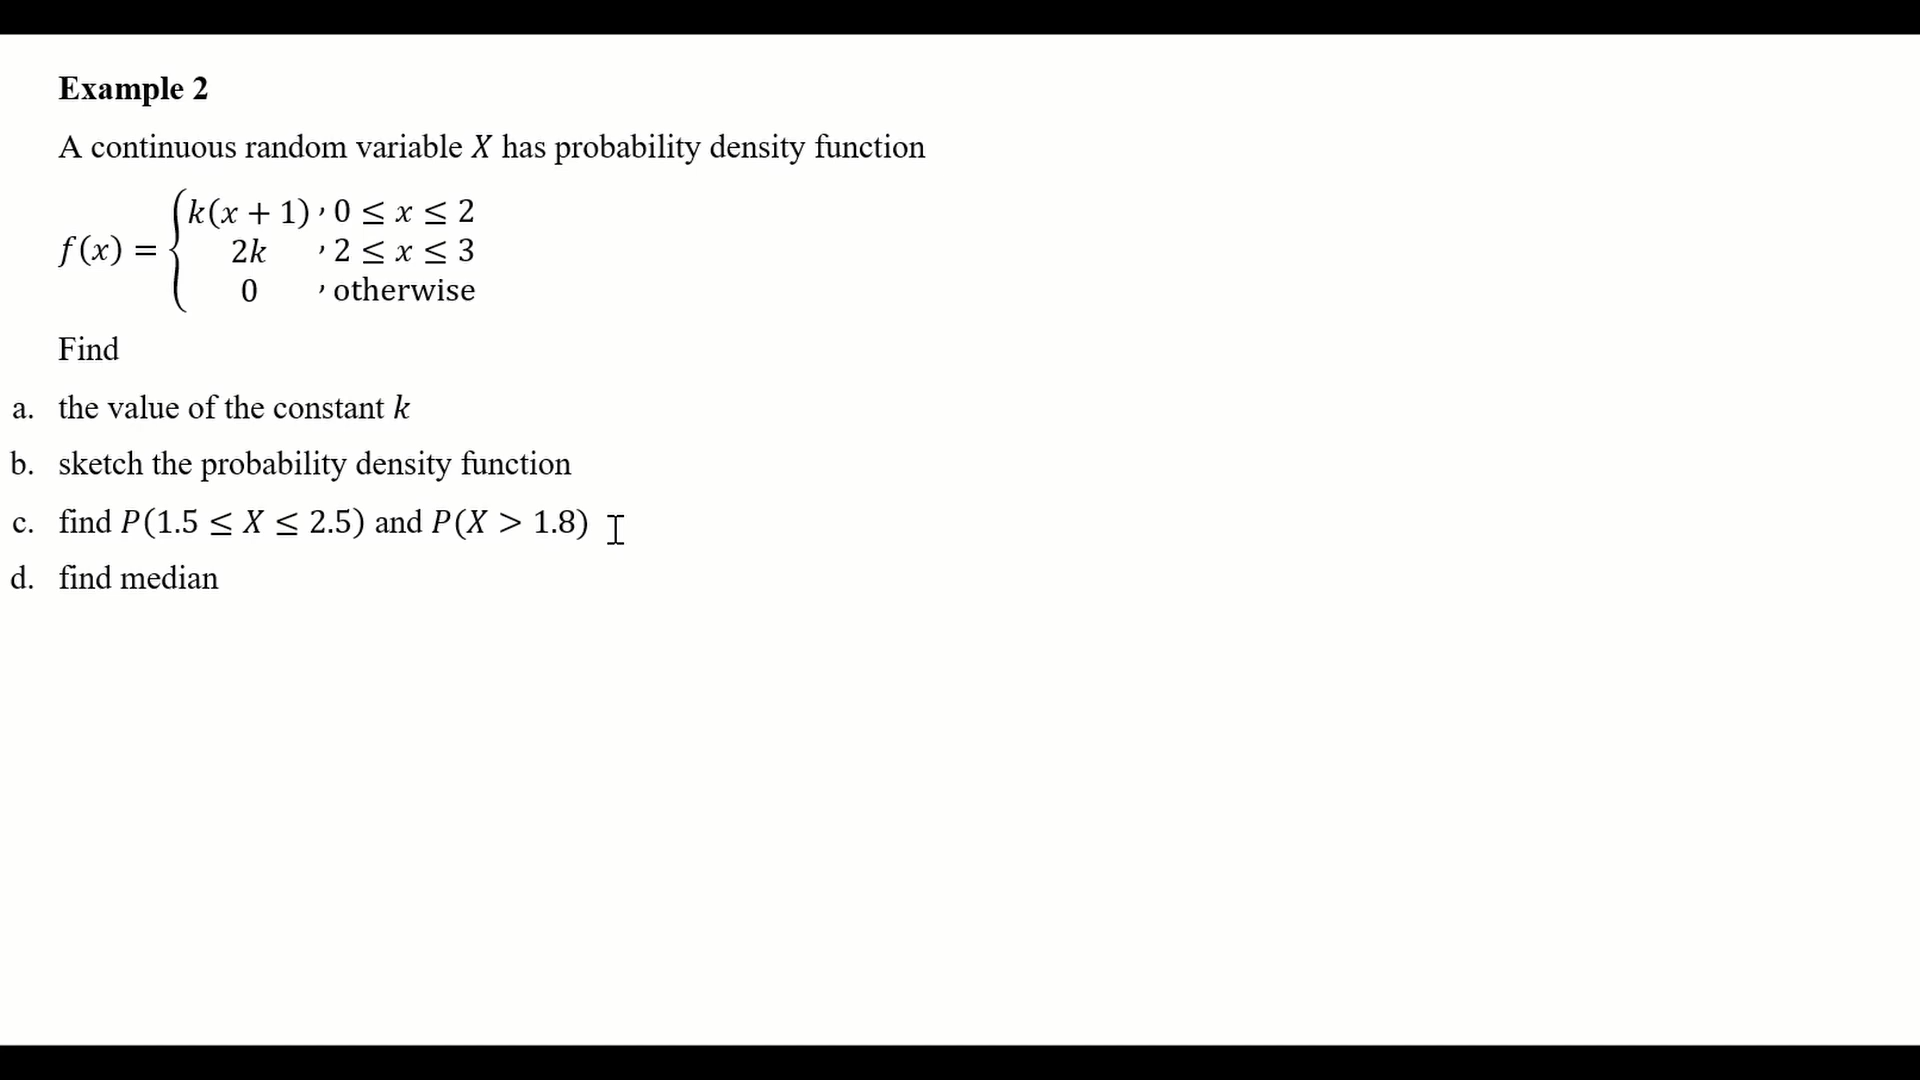 Example 2
A continuous random variable X has probability density function
f(x) = {k(x + 1) , 0 ≤ x ≤ 2
2k , 2 ≤ x ≤ 3
0 , otherwise
Find
a. the value of the constant k
b. sketch the probability density function
c. find P(1.5 ≤ X ≤ 2.5) and P(X > 1.8)
d. find median